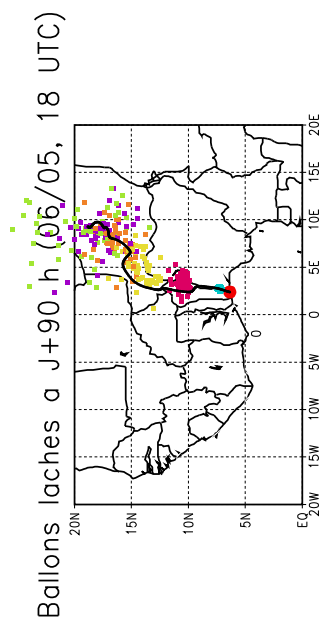 Ballons laches a J+90 h (06/05, 18 UTC)
20N
15N
10N
5N
EQ
20W
15W
10W
5W
0
5E
10E
15E
20E
0